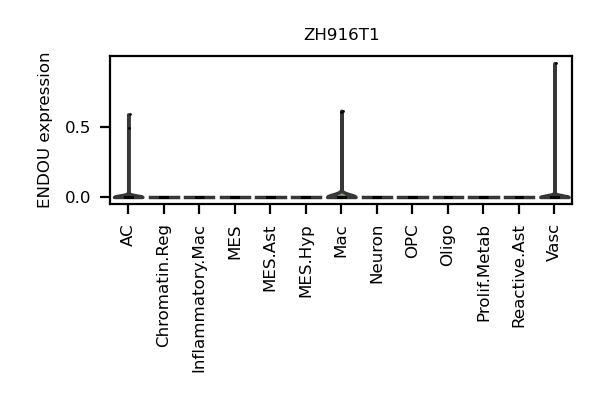 ZH916T1
ENDOU expression
0.5
0.0
AC
Chromatin.Reg
Inflammatory.Mac
MES
MES.Ast
MES.Hyp
Mac
Neuron
OPC
Oligo
Prolif.Metab
Reactive.Ast
Vasc